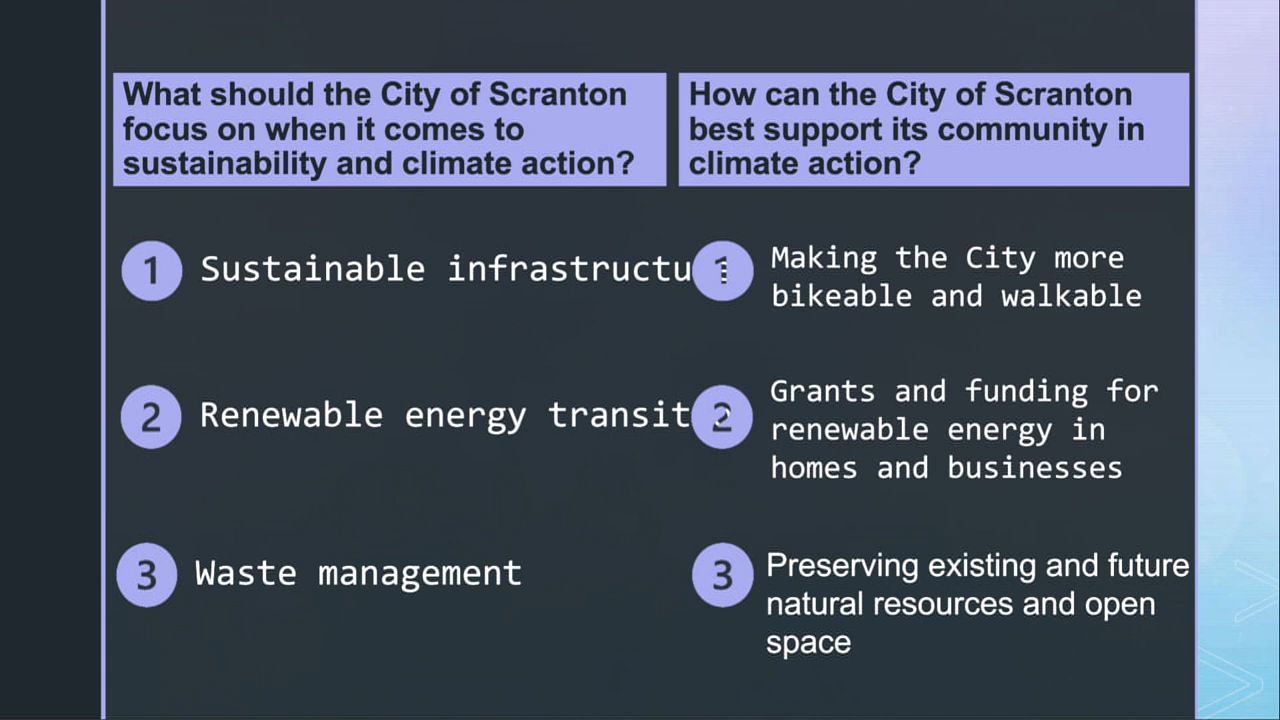 What should the City of Scranton
focus on when it comes to
sustainability and climate action?
1 Sustainable infrastructu
2 Renewable energy transit
3 Waste management
How can the City of Scranton
best support its community in
climate action?
1 Making the City more
bikeable and walkable
2 Grants and funding for
renewable energy in
homes and businesses
3 Preserving existing and future
natural resources and open
space